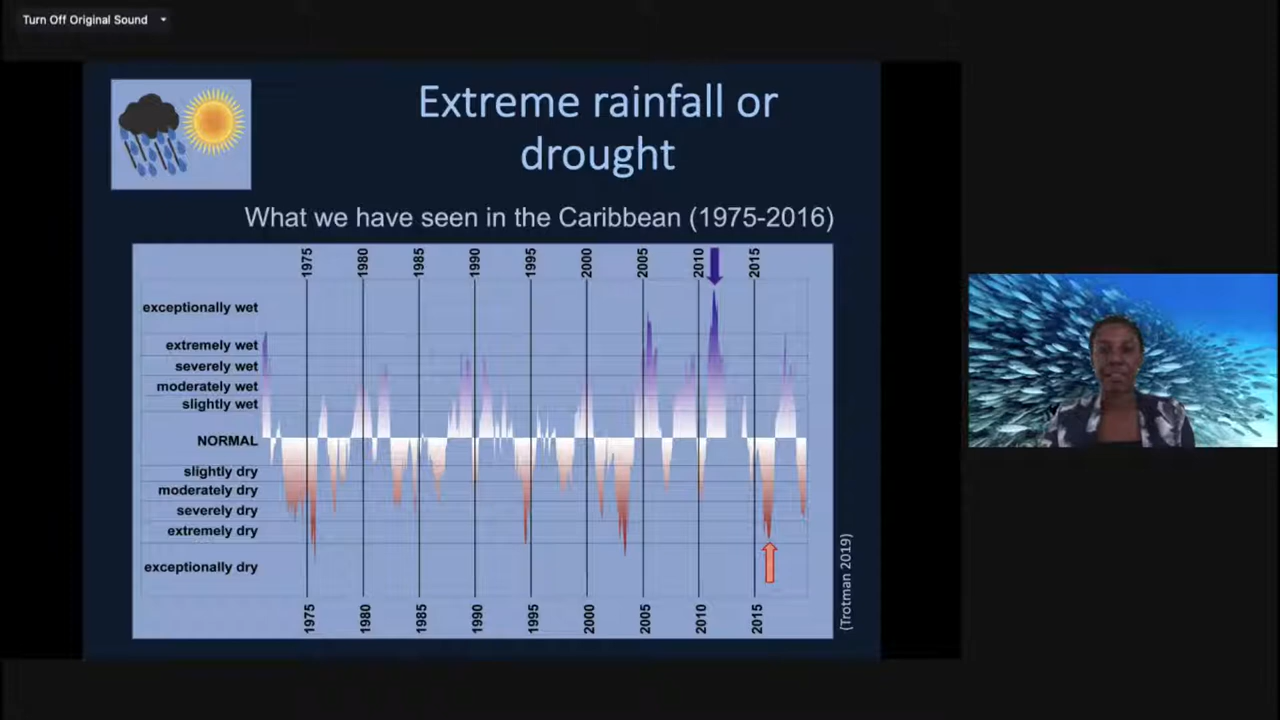 Turn Off Original Sound
Extreme rainfall or
drought
What we have seen in the Caribbean (1975-2016)
1975 1980 1985 1990 1995 2000 2005 2010 2015
exceptionally wet
extremely wet
severely wet
moderately wet
slightly wet
NORMAL
slightly dry
moderately dry
severely dry
extremely dry
exceptionally dry
1975 1980 1985 1990 1995 2000 2005 2010 2015
(Trotman 2019)